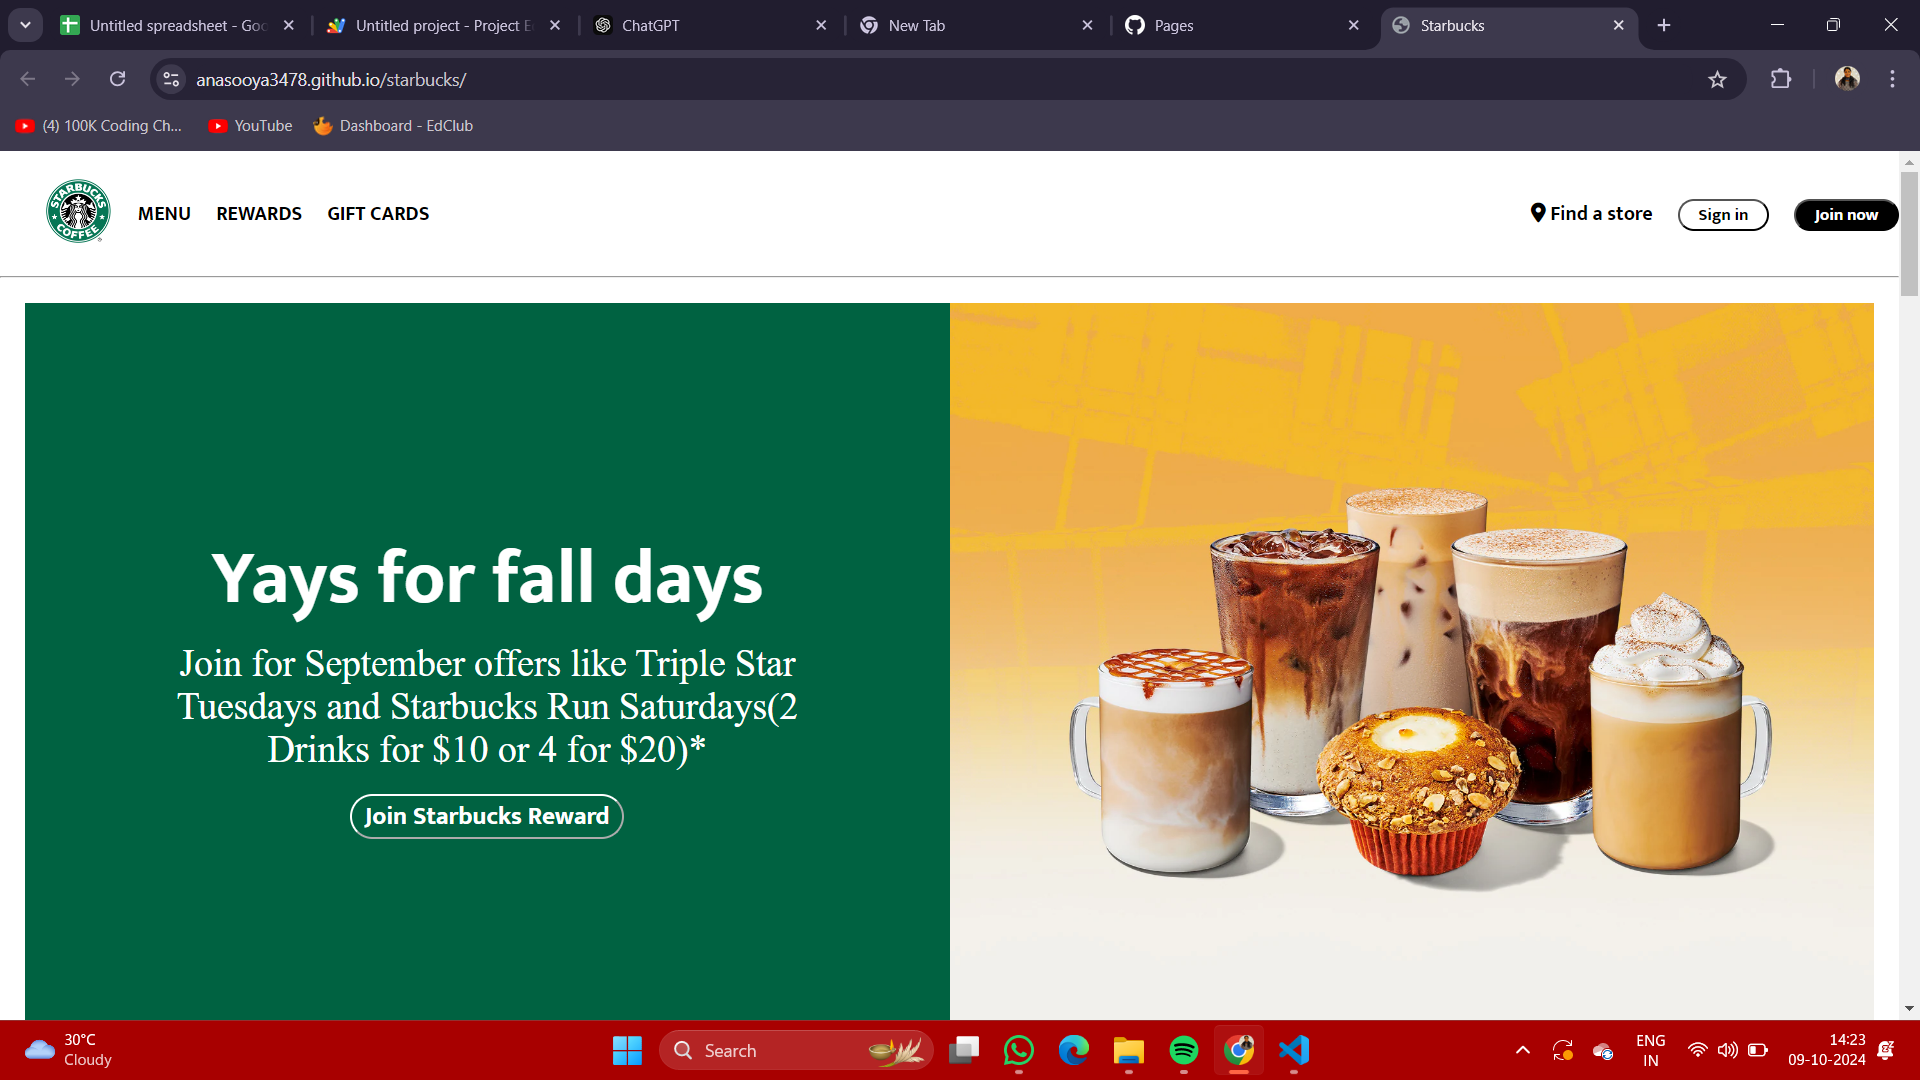 Untitled spreadsheet - Goo
Untitled project - Project E
ChatGPT
New Tab
Pages
Starbucks
anasooya3478.github.io/starbucks/
(4) 100K Coding Ch...
YouTube
Dashboard - EdClub
STARBUCKS
COFFEE
MENU
REWARDS
GIFT CARDS
Find a store
Sign in
Join now
Yays for fall days
Join for September offers like Triple Star
Tuesdays and Starbucks Run Saturdays(2
Drinks for $10 or 4 for $20)*
Join Starbucks Reward
30°C
Cloudy
Search
ENG
IN
14:23
09-10-2024